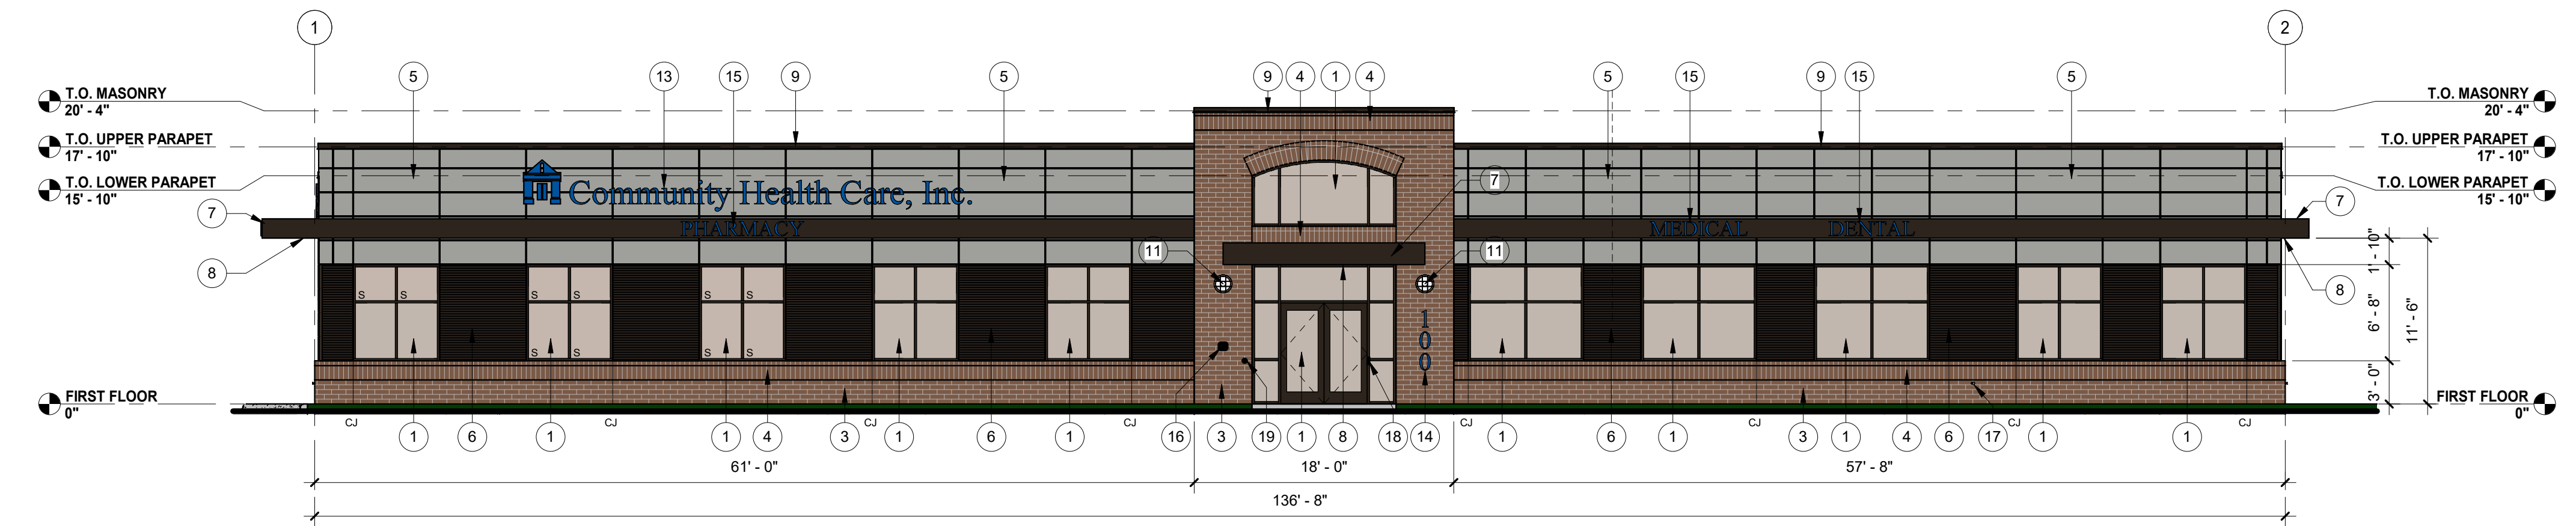 1
2
5
13
15
9
5
9
4
1
4
5
15
9
15
5
T.O. MASONRY
20' - 4"
T.O. MASONRY
20' - 4"
T.O. UPPER PARAPET
17' - 10"
T.O. UPPER PARAPET
17' - 10"
T.O. LOWER PARAPET
15' - 10"
T.O. LOWER PARAPET
15' - 10"
7
Community Health Care, Inc.
7
7
PHARMACY
MEDICAL
DENTAL
8
11
11
8
1' - 10"
6' - 8"
11' - 6"
3' - 0"
S S
S S
S S
S S
S S
100
FIRST FLOOR
0"
FIRST FLOOR
0"
CJ
CJ
CJ
CJ
CJ
CJ
CJ
CJ
1
6
1
1
4
3
1
6
1
16
3
19
1
8
18
14
1
6
1
3
1
4
6
17
1
1
61' - 0"
18' - 0"
57' - 8"
136' - 8"